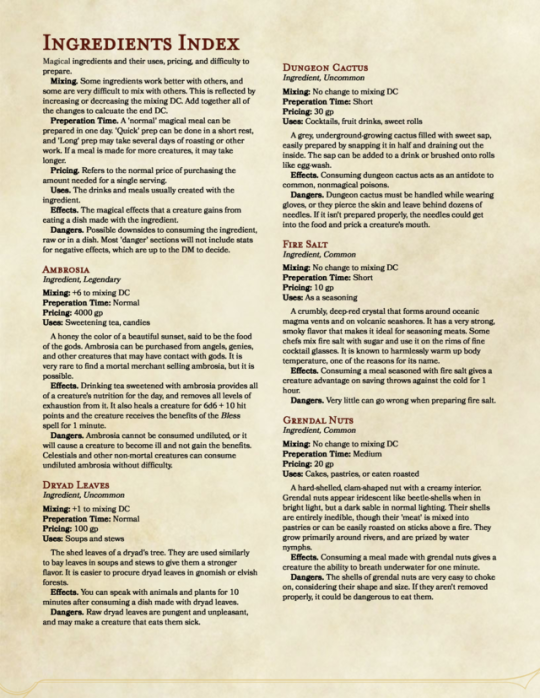 Ingredients Index
Magical ingredients and their uses, pricing, and difficulty to
prepare.
Mixing. Some ingredients work better with others, and
some are very difficult to mix with others. This is reflected by
increasing or decreasing the mixing DC. Add together all of
the changes to calcuate the end DC.
Preperation Time. A 'normal' magical meal can be
prepared in one day. 'Quick' prep can be done in a short rest,
and 'Long' prep may take several days of roasting or other
work. If a meal is made for more creatures, it may take
longer.
Pricing. Refers to the normal price of purchasing the
amount needed for a single serving.
Uses. The drinks and meals usually created with the
ingredient.
Effects. The magical effects that a creature gains from
eating a dish made with the ingredient.
Dangers. Possible downsides to consuming the ingredient,
raw or in a dish. Most 'danger' sections will not include stats
for negative effects, which are up to the DM to decide.
Ambrosia
Ingredient, Legendary
Mixing: +6 to mixing DC
Preperation Time: Normal
Pricing: 4000 gp
Uses: Sweetening tea, candies
A honey the color of a beautiful sunset, said to be the food
of the gods. Ambrosia can be purchased from angels, genies,
and other creatures that may have contact with gods. It is
very rare to find a mortal merchant selling ambrosia, but it is
possible.
Effects. Drinking tea sweetened with ambrosia provides all
of a creature's nutrition for the day, and removes all levels of
exhaustion from it. It also heals a creature for 6d6 + 10 hit
points and the creature receives the benefits of the Bless
spell for 1 minute.
Dangers. Ambrosia cannot be consumed undiluted, or it
will cause a creature to become ill and not gain the benefits.
Celestials and other non-mortal creatures can consume
undiluted ambrosia without difficulty.
Dryad Leaves
Ingredient, Uncommon
Mixing: +1 to mixing DC
Preperation Time: Normal
Pricing: 100 gp
Uses: Soups and stews
The shed leaves of a dryad's tree. They are used similarly
to bay leaves in soups and stews to give them a stronger
flavor. It is easier to procure dryad leaves in gnomish or elvish
forests.
Effects. You can speak with animals and plants for 10
minutes after consuming a dish made with dryad leaves.
Dangers. Raw dryad leaves are pungent and unpleasant,
and may make a creature that eats them sick.
Dungeon Cactus
Ingredient, Uncommon
Mixing: No change to mixing DC
Preperation Time: Short
Pricing: 30 gp
Uses: Cocktails, fruit drinks, sweet rolls
A grey, underground-growing cactus filled with sweet sap,
easily prepared by snapping it in half and draining out the
inside. The sap can be added to a drink or brushed onto rolls
like egg-wash.
Effects. Consuming dungeon cactus acts as an antidote to
common, nonmagical poisons.
Dangers. Dungeon cactus must be handled while wearing
gloves, or they pierce the skin and leave behind dozens of
needles. If it isn't prepared properly, the needles could get
into the food and prick a creature's mouth.
Fire Salt
Ingredient, Common
Mixing: No change to mixing DC
Preperation Time: Short
Pricing: 10 gp
Uses: As a seasoning
A crumbly, deep-red crystal that forms around oceanic
magma vents and on volcanic seashores. It has a very strong,
smoky flavor that makes it ideal for seasoning meats. Some
chefs mix fire salt with sugar and use it on the rims of fine
cocktail glasses. It is known to harmlessly warm up body
temperature, one of the reasons for its name.
Effects. Consuming a meal seasoned with fire salt gives a
creature advantage on saving throws against the cold for 1
hour.
Dangers. Very little can go wrong when preparing fire salt.
Grendal Nuts
Ingredient, Common
Mixing: No change to mixing DC
Preperation Time: Medium
Pricing: 20 gp
Uses: Cakes, pastries, or eaten roasted
A hard-shelled, clam-shaped nut with a creamy interior.
Grendal nuts appear iridescent like beetle-shells when in
bright light, but a dark sable in normal lighting. Their shells
are entirely inedible, though their 'meat' is mixed into
pastries or can be easily roasted on sticks above a fire. They
grow primarily around rivers, and are prized by water
nymphs.
Effects. Consuming a meal made with grendal nuts gives a
creature the ability to breath underwater for one minute.
Dangers. The shells of grendal nuts are very easy to choke
on, considering their shape and size. If they aren't removed
properly, it could be dangerous to eat them.